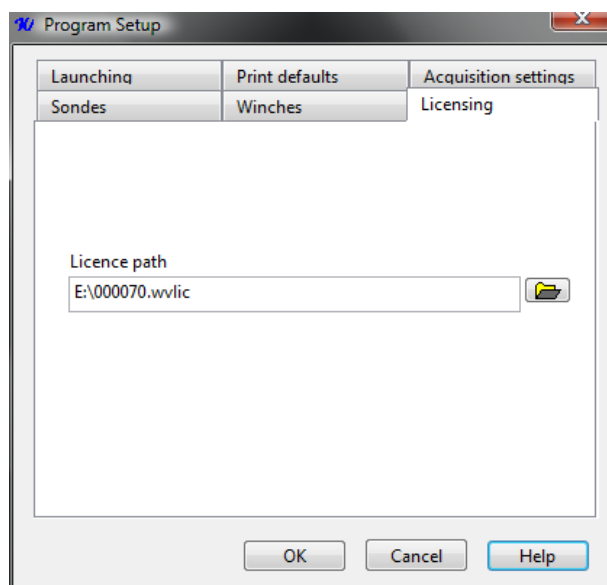 Program Setup
Launching Print defaults Acquisition settings
Sondes Winches Licensing
Licence path
E:\000070.wvlic
OK Cancel Help